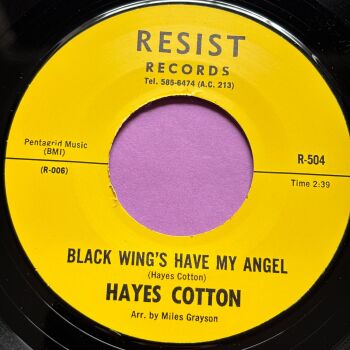 RESIST
RECORDS
Tel. 585-6474 (A.C. 213)
Pentagrid Music
(BMI)
R-504
(R-006)
Time 2:39
BLACK WING'S HAVE MY ANGEL
(Hayes Cotton)
HAYES COTTON
Arr. by Miles Grayson